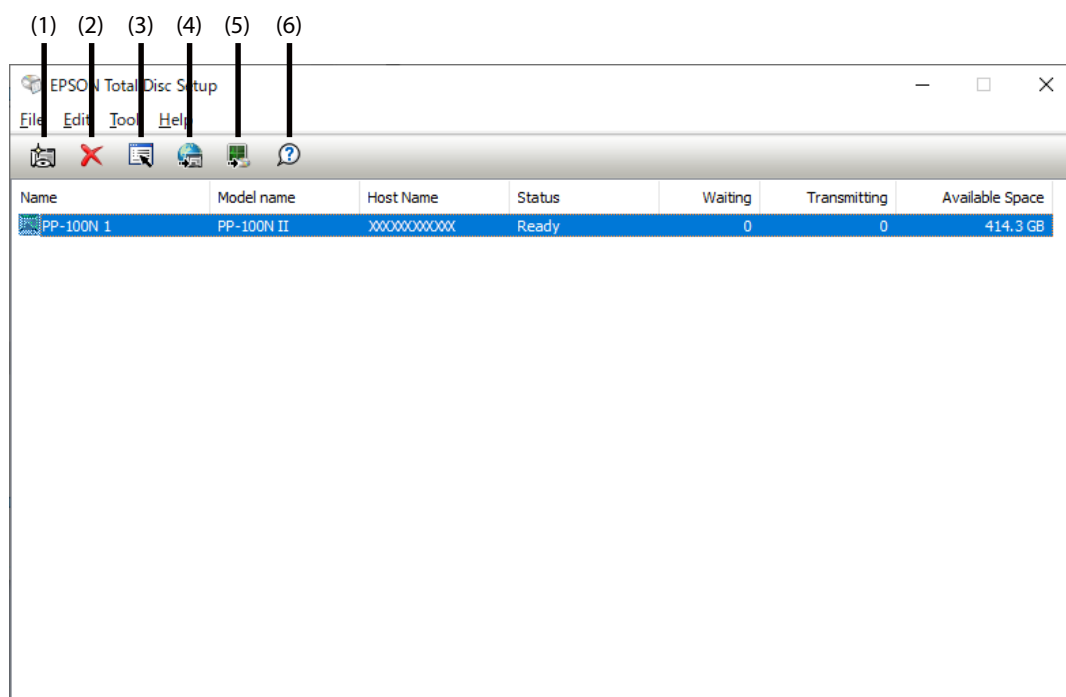 (1) (2) (3) (4) (5) (6)
EPSON Total Disc Setup
File Edit Tool Help
Name Model name Host Name Status Waiting Transmitting Available Space
PP-100N 1 PP-100N II XXXXXXXXXXXX Ready 0 0 414.3 GB